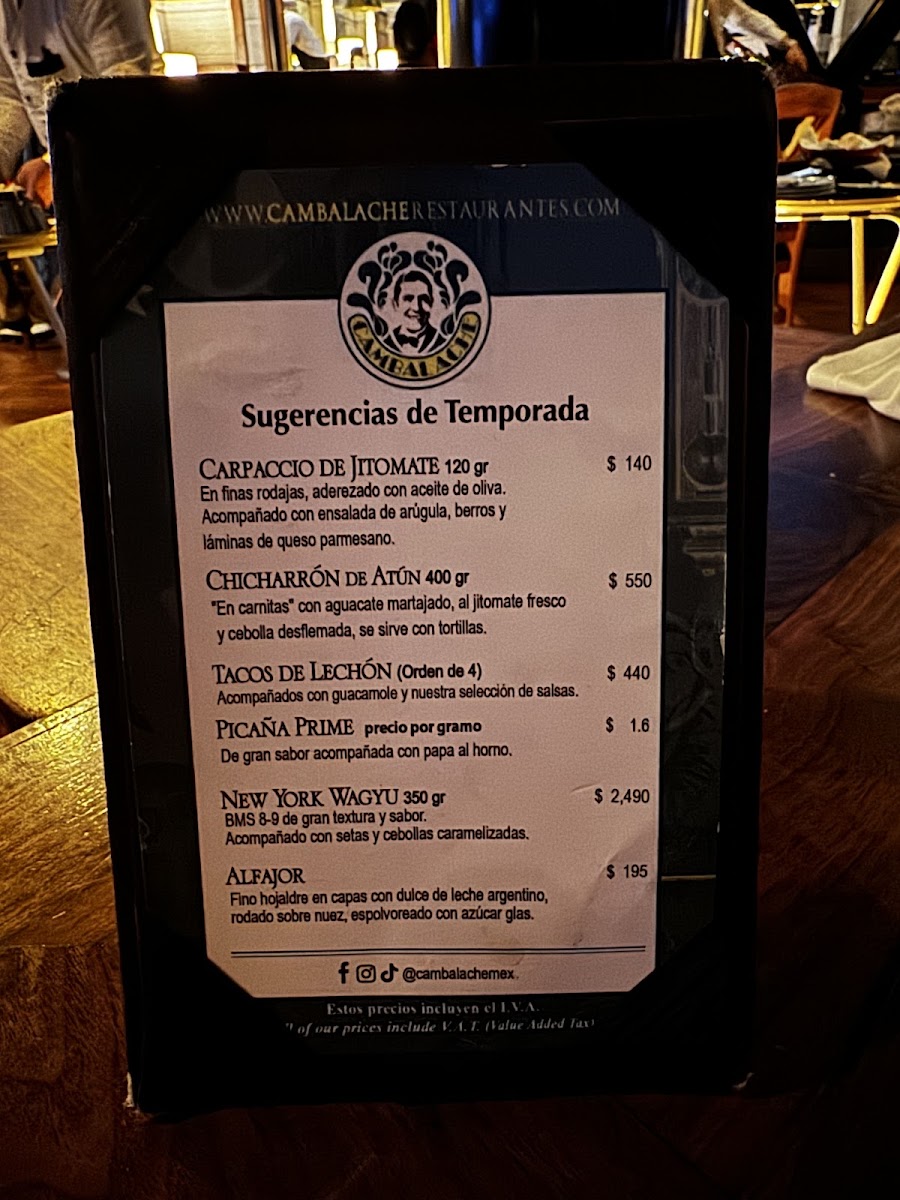 WWW.CAMBALACHERESTAURANTES.COM
CAMBALACHE
Sugerencias de Temporada
CARPACCIO DE JITOMATE 120 gr $ 140
En finas rodajas, aderezado con aceite de oliva.
Acompañado con ensalada de arúgula, berros y
láminas de queso parmesano.
CHICHARRÓN DE ATÚN 400 gr $ 550
"En carnitas" con aguacate martajado, al jitomate fresco
y cebolla desflemada, se sirve con tortillas.
TACOS DE LECHÓN (Orden de 4) $ 440
Acompañados con guacamole y nuestra selección de salsas.
PICAÑA PRIME precio por gramo $ 1.6
De gran sabor acompañada con papa al horno.
NEW YORK WAGYU 350 gr $ 2,490
BMS 8-9 de gran textura y sabor.
Acompañado con setas y cebollas caramelizadas.
ALFAJOR $ 195
Fino hojaldre en capas con dulce de leche argentino,
rodado sobre nuez, espolvoreado con azúcar glas.
@cambalachemex
Estos precios incluyen el I.V.A.
of our prices include V.A.T. (Value Added Tax)